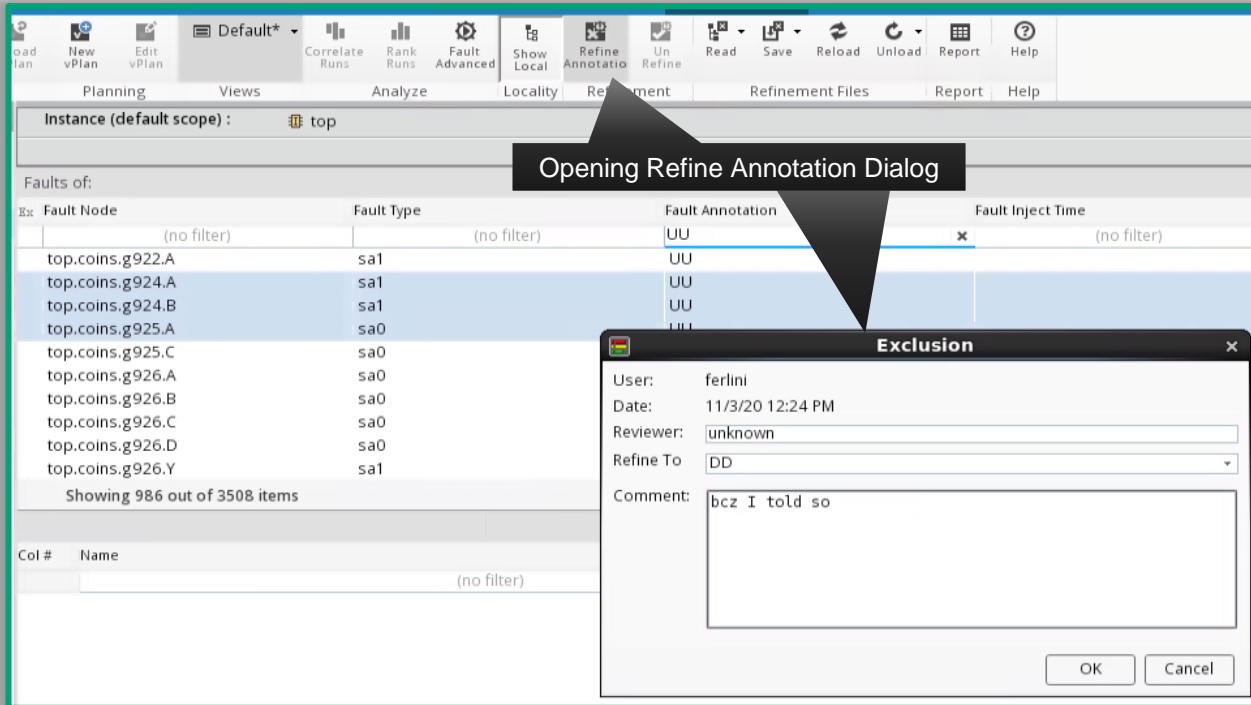 Default*
New vPlan
Edit vPlan
Correlate Runs
Rank Runs
Fault Advanced
Show Local
Refine Annotatio
Un Refine
Read
Save
Reload
Unload
Report
Help
Planning
Views
Analyze
Locality
Refinement Files
Report
Help
Instance (default scope) :
top
Opening Refine Annotation Dialog
Faults of:
Ex Fault Node Fault Type Fault Annotation Fault Inject Time
(no filter) (no filter) UU (no filter)
top.coins.g922.A sa1 UU
top.coins.g924.A sa1 UU
top.coins.g924.B sa1 UU
top.coins.g925.A sa0 UU
top.coins.g925.C sa0
top.coins.g926.A sa0
top.coins.g926.B sa0
top.coins.g926.C sa0
top.coins.g926.D sa0
top.coins.g926.Y sa1
Showing 986 out of 3508 items
Col # Name
(no filter)
Exclusion
User: ferlini
Date: 11/3/20 12:24 PM
Reviewer: unknown
Refine To DD
Comment: bcz I told so
OK Cancel